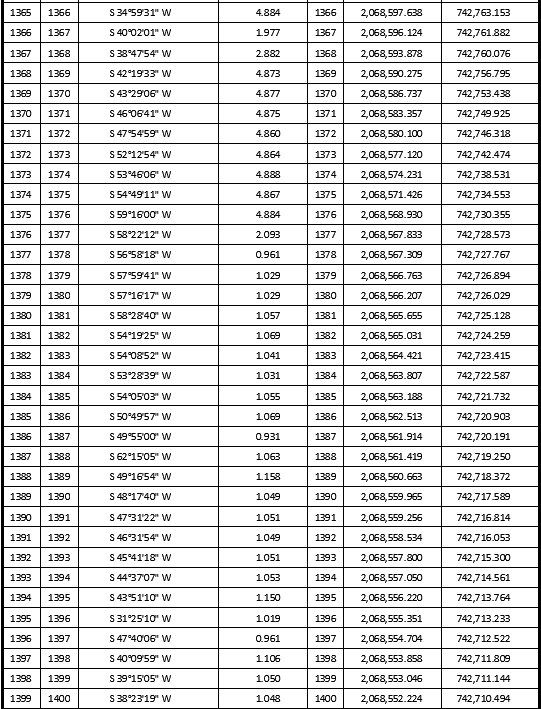 1365 1366 S 34°59'31" W 4.884 1366 2,068,597.638 742,763.153
1366 1367 S 40°02'01" W 1.977 1367 2,068,596.124 742,761.882
1367 1368 S 38°47'54" W 2.882 1368 2,068,593.878 742,760.076
1368 1369 S 42°19'33" W 4.873 1369 2,068,590.275 742,756.795
1369 1370 S 43°29'06" W 4.877 1370 2,068,586.737 742,753.438
1370 1371 S 46°06'41" W 4.875 1371 2,068,583.357 742,749.925
1371 1372 S 47°54'59" W 4.860 1372 2,068,580.100 742,746.318
1372 1373 S 52°12'54" W 4.864 1373 2,068,577.120 742,742.474
1373 1374 S 53°46'06" W 4.888 1374 2,068,574.231 742,738.531
1374 1375 S 54°49'11" W 4.867 1375 2,068,571.426 742,734.553
1375 1376 S 59°16'00" W 4.884 1376 2,068,568.930 742,730.355
1376 1377 S 58°22'12" W 2.093 1377 2,068,567.833 742,728.573
1377 1378 S 56°58'18" W 0.961 1378 2,068,567.309 742,727.767
1378 1379 S 57°59'41" W 1.029 1379 2,068,566.763 742,726.894
1379 1380 S 57°16'17" W 1.029 1380 2,068,566.207 742,726.029
1380 1381 S 58°28'40" W 1.057 1381 2,068,565.655 742,725.128
1381 1382 S 54°19'25" W 1.069 1382 2,068,565.031 742,724.259
1382 1383 S 54°08'52" W 1.041 1383 2,068,564.421 742,723.415
1383 1384 S 53°28'39" W 1.031 1384 2,068,563.807 742,722.587
1384 1385 S 54°05'03" W 1.055 1385 2,068,563.188 742,721.732
1385 1386 S 50°49'57" W 1.069 1386 2,068,562.513 742,720.903
1386 1387 S 49°55'00" W 0.931 1387 2,068,561.914 742,720.191
1387 1388 S 62°15'05" W 1.063 1388 2,068,561.419 742,719.250
1388 1389 S 49°16'54" W 1.158 1389 2,068,560.663 742,718.372
1389 1390 S 48°17'40" W 1.049 1390 2,068,559.965 742,717.589
1390 1391 S 47°31'22" W 1.051 1391 2,068,559.256 742,716.814
1391 1392 S 46°31'54" W 1.049 1392 2,068,558.534 742,716.053
1392 1393 S 45°41'18" W 1.051 1393 2,068,557.800 742,715.300
1393 1394 S 44°37'07" W 1.053 1394 2,068,557.050 742,714.561
1394 1395 S 43°51'10" W 1.150 1395 2,068,556.220 742,713.764
1395 1396 S 31°25'10" W 1.019 1396 2,068,555.351 742,713.233
1396 1397 S 47°40'06" W 0.961 1397 2,068,554.704 742,712.522
1397 1398 S 40°09'59" W 1.106 1398 2,068,553.858 742,711.809
1398 1399 S 39°15'05" W 1.050 1399 2,068,553.046 742,711.144
1399 1400 S 38°23'19" W 1.048 1400 2,068,552.224 742,710.494